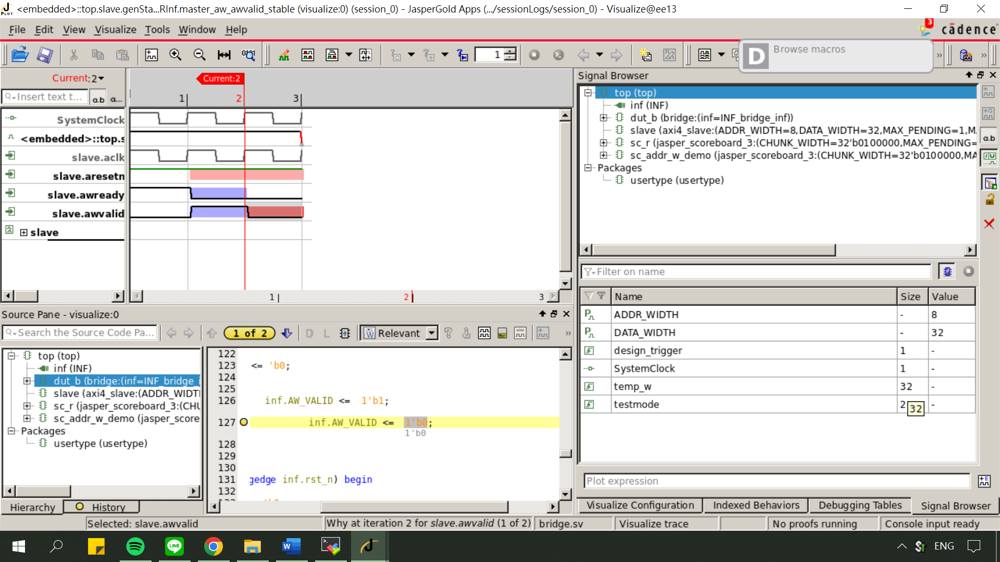 <embedded>::top.slave.genSta...RInf.master_aw_awvalid_stable (visualize:0) (session_0) - JasperGold Apps (.../sessionLogs/session_0) - Visualize@ee13
File Edit View Visualize Tools Window Help
3
cādence
1
D Browse macros
Current:2
Insert text t...
a.b
a...
Current:2
1 2 3
SystemClock
<embedded>::top.s
slave.aclk
slave.aresetn
slave.awready
slave.awvalid
slave
1 2 3
Signal Browser
top (top)
inf (INF)
dut_b (bridge:(inf=INF_bridge_inf))
slave (axi4_slave:(ADDR_WIDTH=8,DATA_WIDTH=32,MAX_PENDING=1,M
sc_r (jasper_scoreboard_3:(CHUNK_WIDTH=32'b0100000,MAX_PENDING=
sc_addr_w_demo (jasper_scoreboard_3:(CHUNK_WIDTH=32'b0100000,MA
Packages
usertype (usertype)
a.b
Filter on name
Name Size Value
ADDR_WIDTH - 8
DATA_WIDTH - 32
design_trigger 1 -
SystemClock 1 -
temp_w 32 -
testmode 2 -
32
Plot expression
Visualize Configuration Indexed Behaviors Debugging Tables Signal Browser
Source Pane - visualize:0
Search the Source Code Pa...
1 of 2
D L
Relevant
top (top)
inf (INF)
dut_b (bridge:(inf=INF_bridge_i
slave (axi4_slave:(ADDR_WIDTH
sc_r (jasper_scoreboard_3:(CHU
sc_addr_w_demo (jasper_score
Packages
usertype (usertype)
Hierarchy History
122
123 <= 'b0;
124
125
126 inf.AW_VALID <= 1'b1;
127 inf.AW_VALID <= 1'b0;
1'b0
128
129
130
131 gedge inf.rst_n) begin
132
Selected: slave.awvalid
Why at iteration 2 for slave.awvalid (1 of 2)
bridge.sv
Visualize trace
No proofs running
Console input ready
ENG